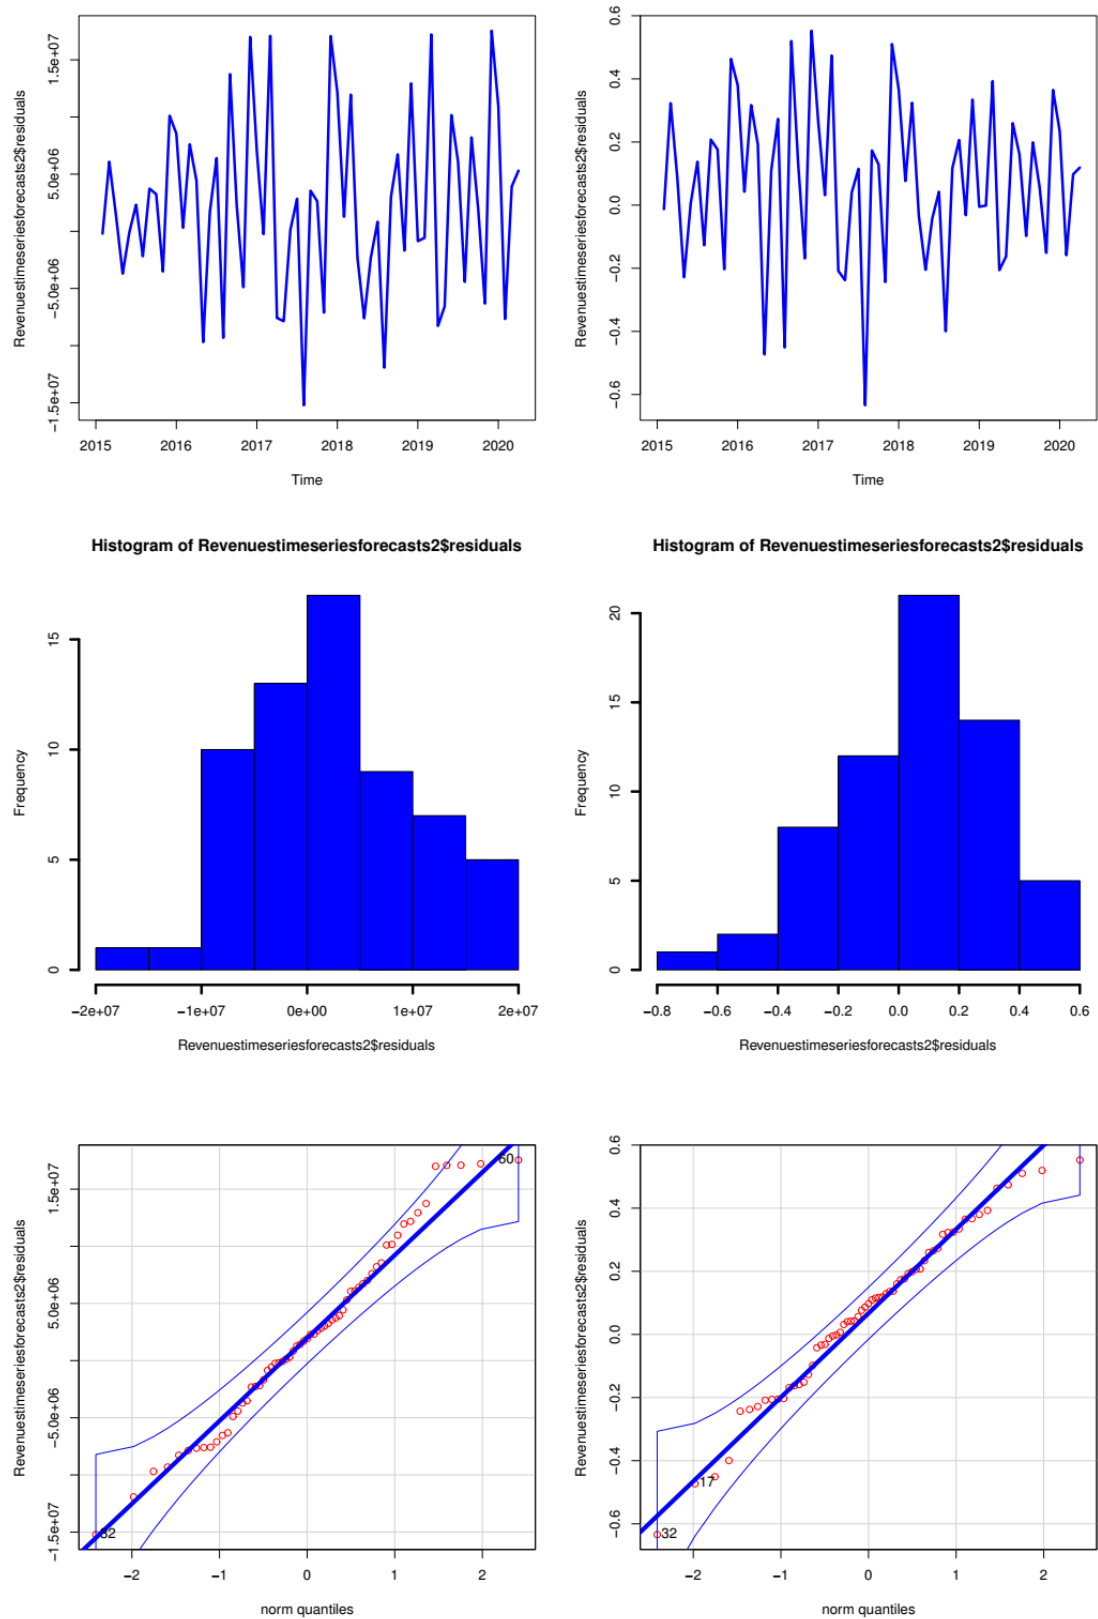 Revenuestimeseriesforecasts2$residuals
−1.5e+07 −5.0e+06 5.0e+06 1.5e+07
2015 2016 2017 2018 2019 2020
Time
Revenuestimeseriesforecasts2$residuals
−0.6 −0.4 −0.2 0.0 0.2 0.4 0.6
2015 2016 2017 2018 2019 2020
Time
Histogram of Revenuestimeseriesforecasts2$residuals
Frequency
0 5 10 15
−2e+07 −1e+07 0e+00 1e+07 2e+07
Revenuestimeseriesforecasts2$residuals
Histogram of Revenuestimeseriesforecasts2$residuals
Frequency
0 5 10 15 20
−0.8 −0.6 −0.4 −0.2 0.0 0.2 0.4 0.6
Revenuestimeseriesforecasts2$residuals
Revenuestimeseriesforecasts2$residuals
−1.5e+07 −5.0e+06 5.0e+06 1.5e+07
60
32
−2 −1 0 1 2
norm quantiles
Revenuestimeseriesforecasts2$residuals
−0.6 −0.4 −0.2 0.0 0.2 0.4 0.6
17
32
−2 −1 0 1 2
norm quantiles